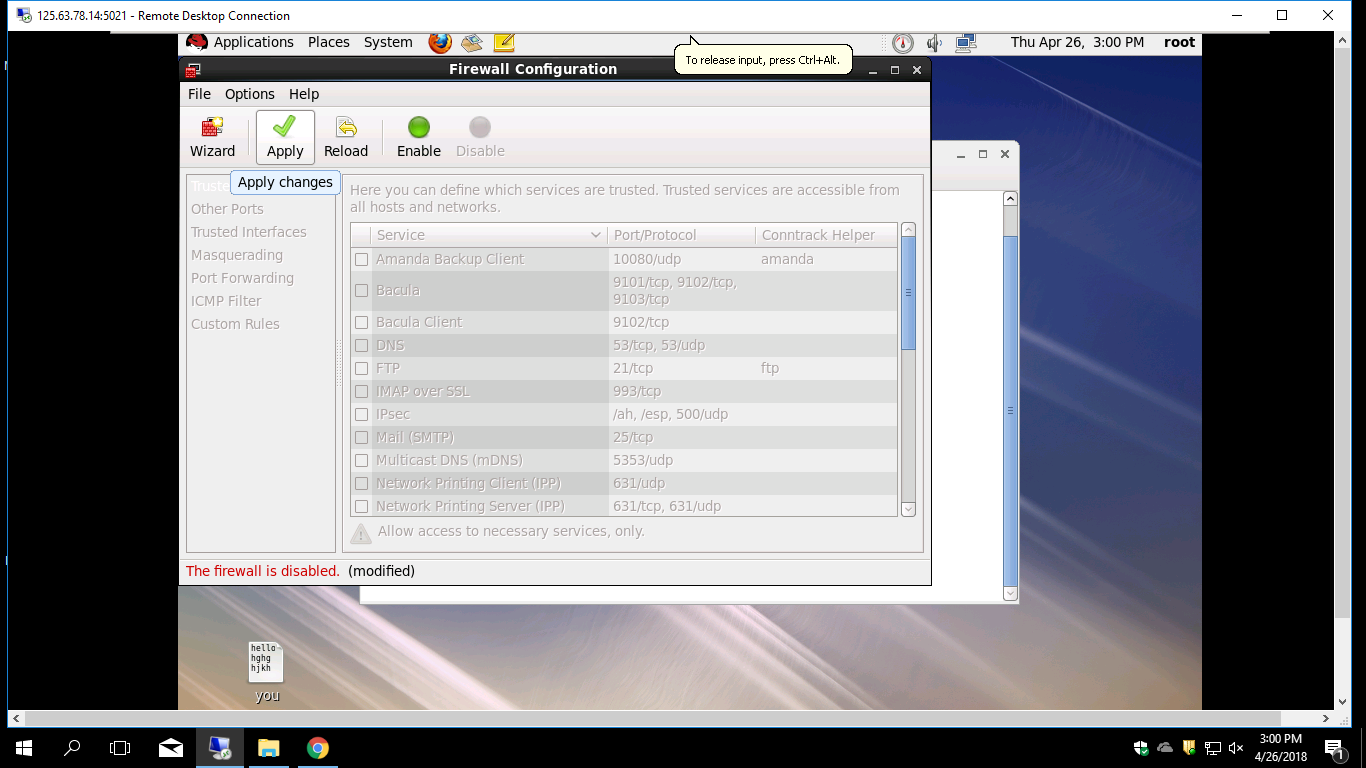 125.63.78.14:5021 - Remote Desktop Connection
Applications Places System Thu Apr 26, 3:00 PM root
To release input, press Ctrl+Alt.
Firewall Configuration
File Options Help
Wizard Apply Reload Enable Disable
Apply changes
Other Ports
Trusted Interfaces
Masquerading
Port Forwarding
ICMP Filter
Custom Rules
Here you can define which services are trusted. Trusted services are accessible from
all hosts and networks.
Service Port/Protocol Conntrack Helper
Amanda Backup Client 10080/udp amanda
Bacula 9101/tcp, 9102/tcp,
9103/tcp
Bacula Client 9102/tcp
DNS 53/tcp, 53/udp
FTP 21/tcp ftp
IMAP over SSL 993/tcp
IPsec /ah, /esp, 500/udp
Mail (SMTP) 25/tcp
Multicast DNS (mDNS) 5353/udp
Network Printing Client (IPP) 631/udp
Network Printing Server (IPP) 631/tcp, 631/udp
Allow access to necessary services, only.
The firewall is disabled. (modified)
hello
hghg
hjkh
you
3:00 PM
4/26/2018
1